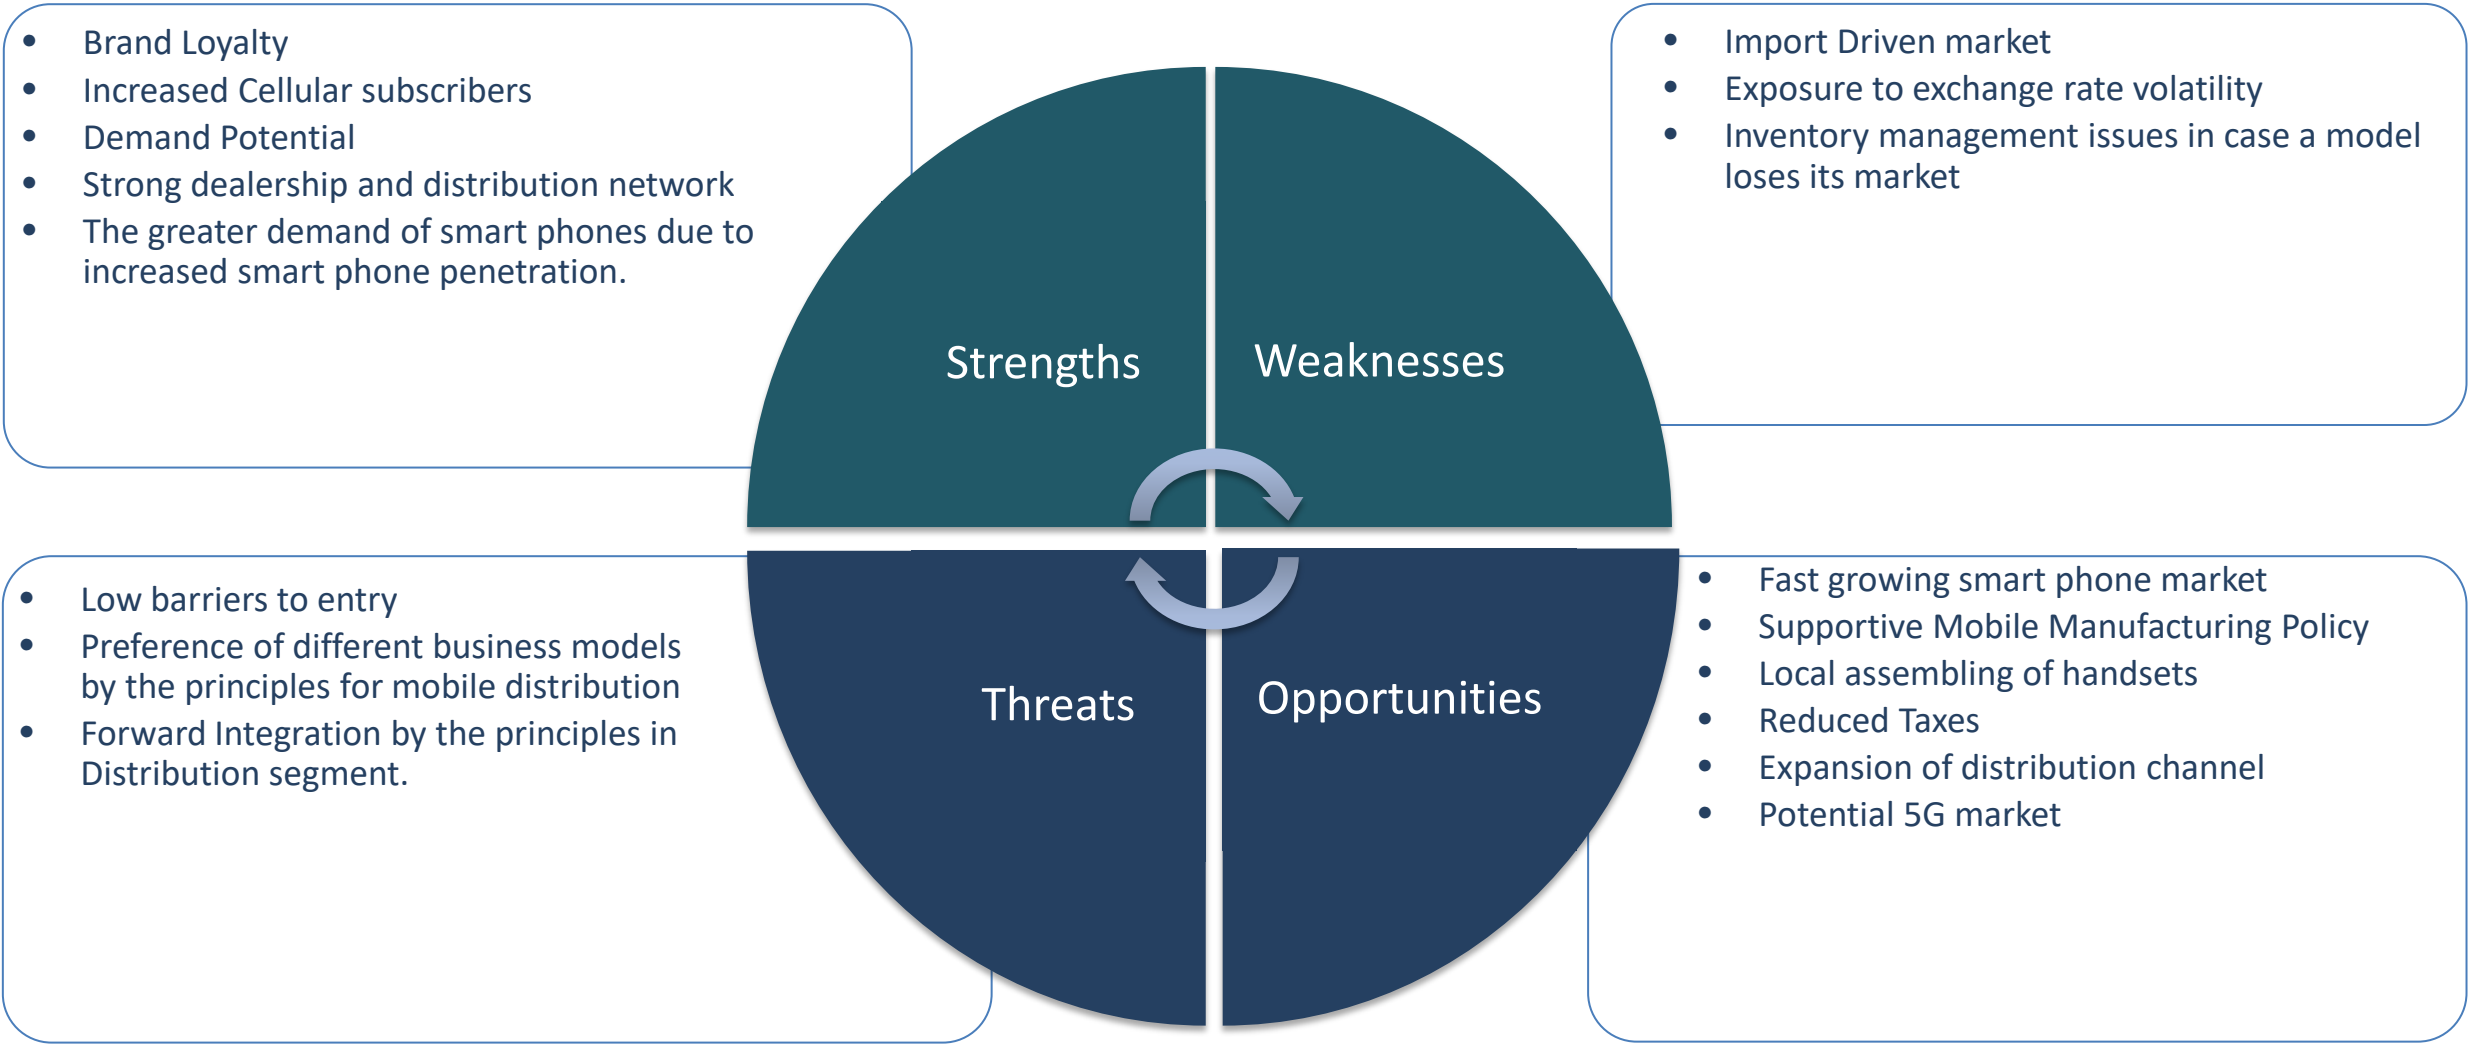 • Brand Loyalty
• Increased Cellular subscribers
• Demand Potential
• Strong dealership and distribution network
• The greater demand of smart phones due to
increased smart phone penetration.
Strengths
• Import Driven market
• Exposure to exchange rate volatility
• Inventory management issues in case a model
loses its market
Weaknesses
• Low barriers to entry
• Preference of different business models
by the principles for mobile distribution
• Forward Integration by the principles in
Distribution segment.
Threats
• Fast growing smart phone market
• Supportive Mobile Manufacturing Policy
• Local assembling of handsets
• Reduced Taxes
• Expansion of distribution channel
• Potential 5G market
Opportunities